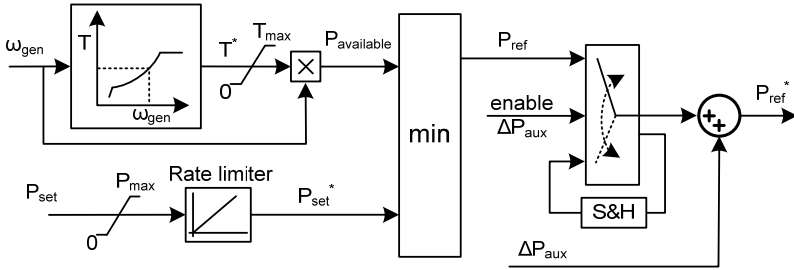 ω_gen
T
ω_gen
T*
T_max
0
×
P_available
P_set
P_max
0
Rate limiter
P_set*
min
P_ref
enable
ΔP_aux
S&H
ΔP_aux
+
+
P_ref*